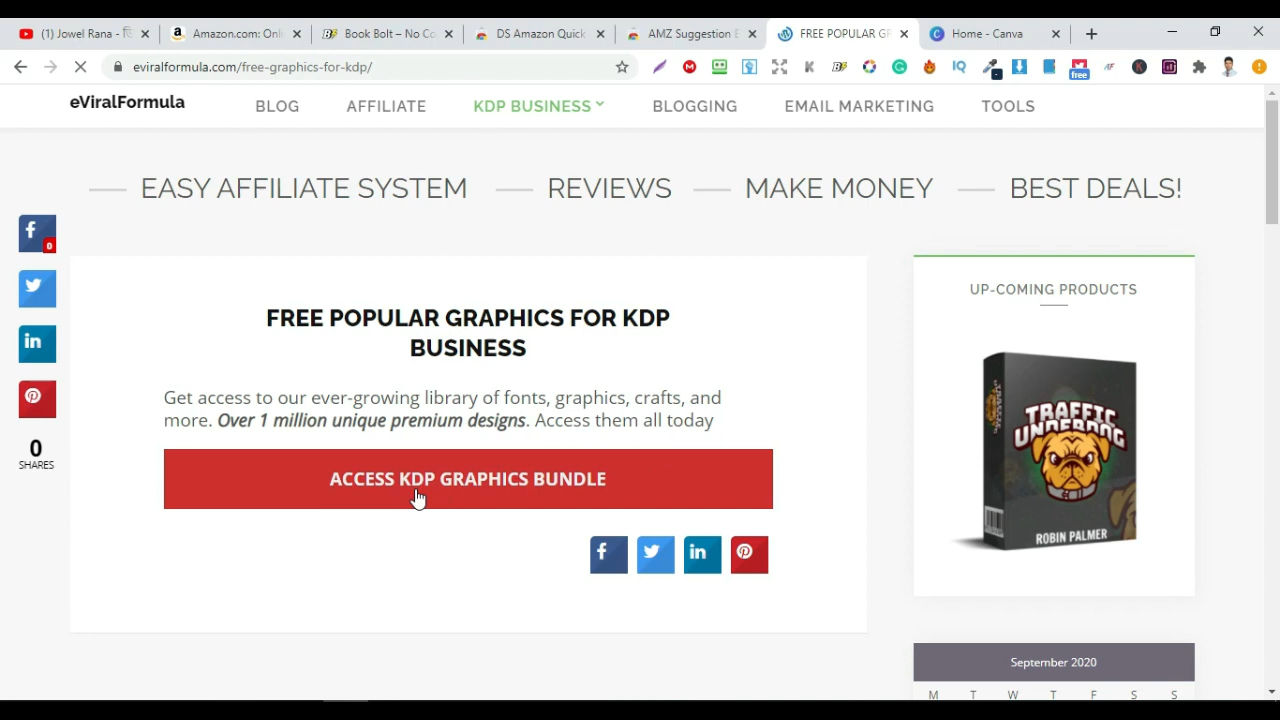 (1) Jowel Rana -
Amazon.com: Onl
Book Bolt – No Co
DS Amazon Quick
AMZ Suggestion E
FREE POPULAR GR
Home - Canva
eviralformula.com/free-graphics-for-kdp/
free
eViralFormula
BLOG
AFFILIATE
KDP BUSINESS
BLOGGING
EMAIL MARKETING
TOOLS
EASY AFFILIATE SYSTEM
REVIEWS
MAKE MONEY
BEST DEALS!
0
0
SHARES
FREE POPULAR GRAPHICS FOR KDP
BUSINESS
Get access to our ever-growing library of fonts, graphics, crafts, and
more. Over 1 million unique premium designs. Access them all today
ACCESS KDP GRAPHICS BUNDLE
UP-COMING PRODUCTS
TRAFFIC
UNDERDOG
ROBIN PALMER
September 2020
M T W T F S S